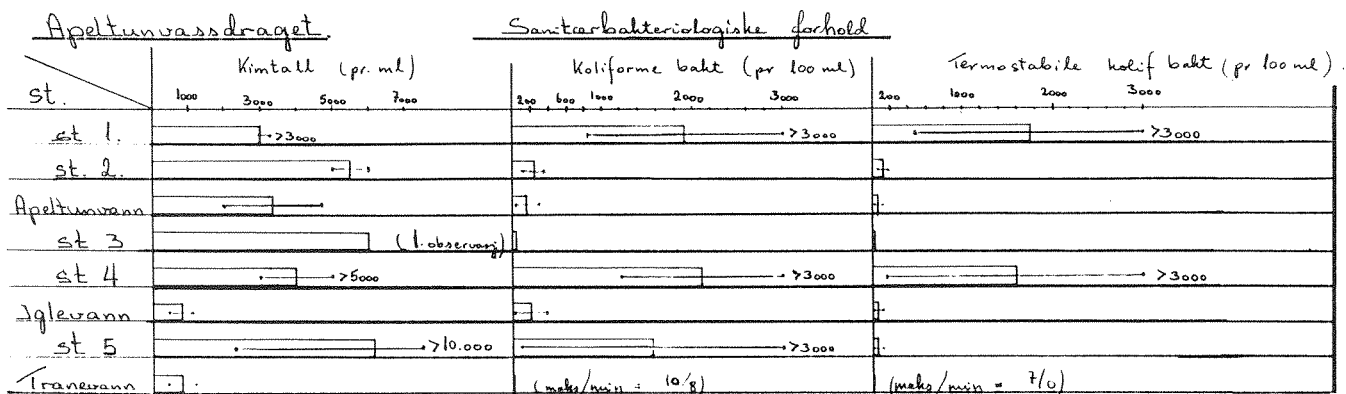 Apeltunvassdraget. Sanitærbakteriologiske forhold
Kimtall (pr. ml) Koliforme bakt (pr 100 ml) Termostabile kolif bakt (pr 100 ml).
st. 1000 3000 5000 7000 200 600 1000 2000 3000 200 1000 2000 3000
st 1. >3000 >3000 >3000
st. 2.
Apeltunvann
st 3 (1. observasj)
st 4 >5000 >3000 >3000
Iglevann
st 5 >10.000 >3000
Tranevann (maks/min = 10/8) (maks/min = 7/0)